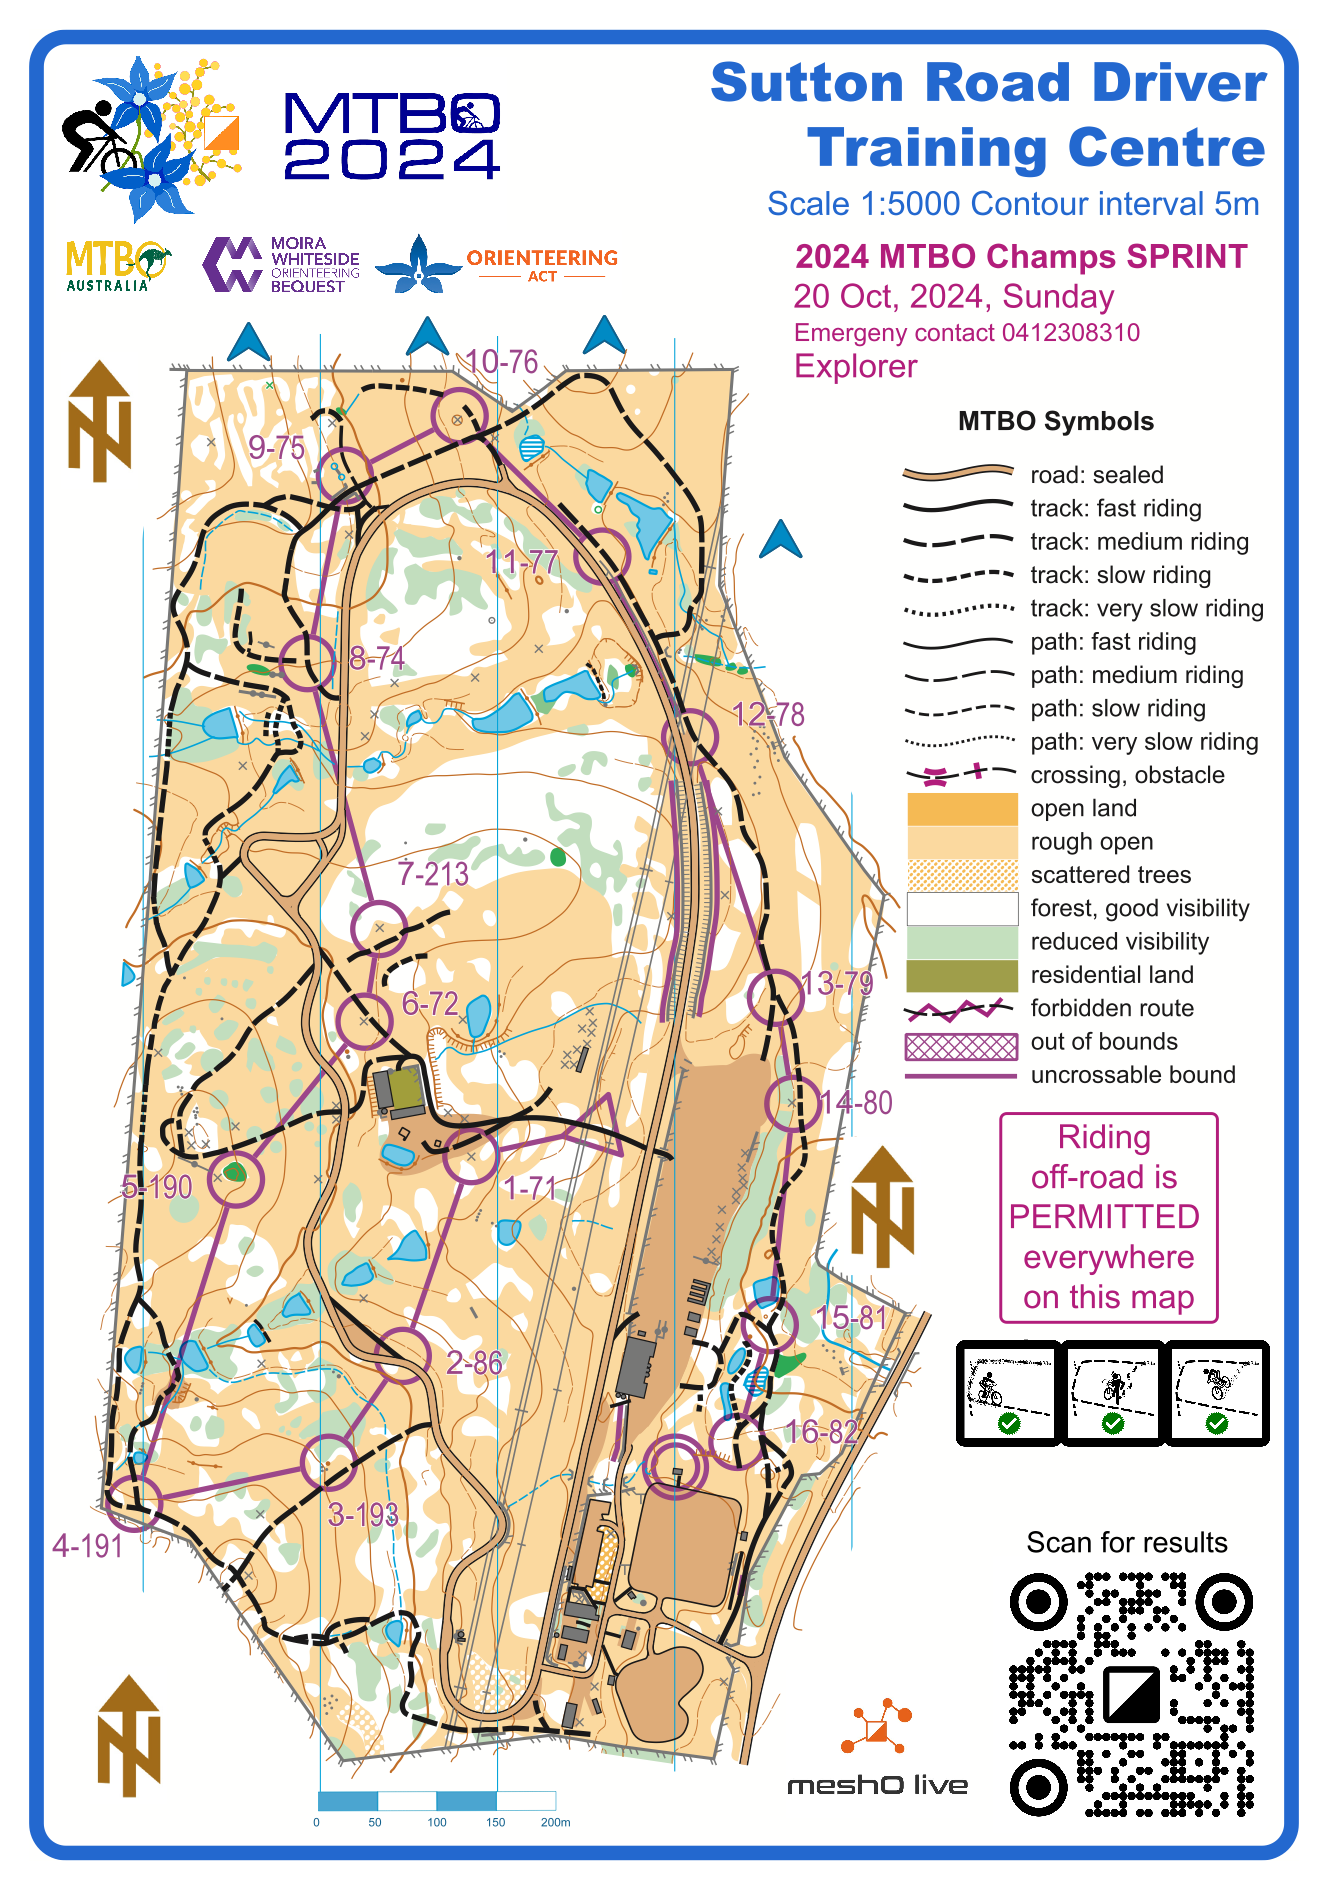 MTBO
2024
Sutton Road Driver
Training Centre
Scale 1:5000 Contour interval 5m
MTBO
AUSTRALIA
MOIRA
WHITESIDE
ORIENTEERING
BEQUEST
ORIENTEERING
ACT
2024 MTBO Champs SPRINT
20 Oct, 2024, Sunday
Emergeny contact 0412308310
Explorer
MTBO Symbols
road: sealed
track: fast riding
track: medium riding
track: slow riding
track: very slow riding
path: fast riding
path: medium riding
path: slow riding
path: very slow riding
crossing, obstacle
open land
rough open
scattered trees
forest, good visibility
reduced visibility
residential land
forbidden route
out of bounds
uncrossable bound
10-76
9-75
11-77
8-74
12-78
7-213
13-79
6-72
14-80
5-190
1-71
15-81
2-86
16-82
3-193
4-191
Riding
off-road is
PERMITTED
everywhere
on this map
Scan for results
meshO live
0 50 100 150 200m
N
N
N